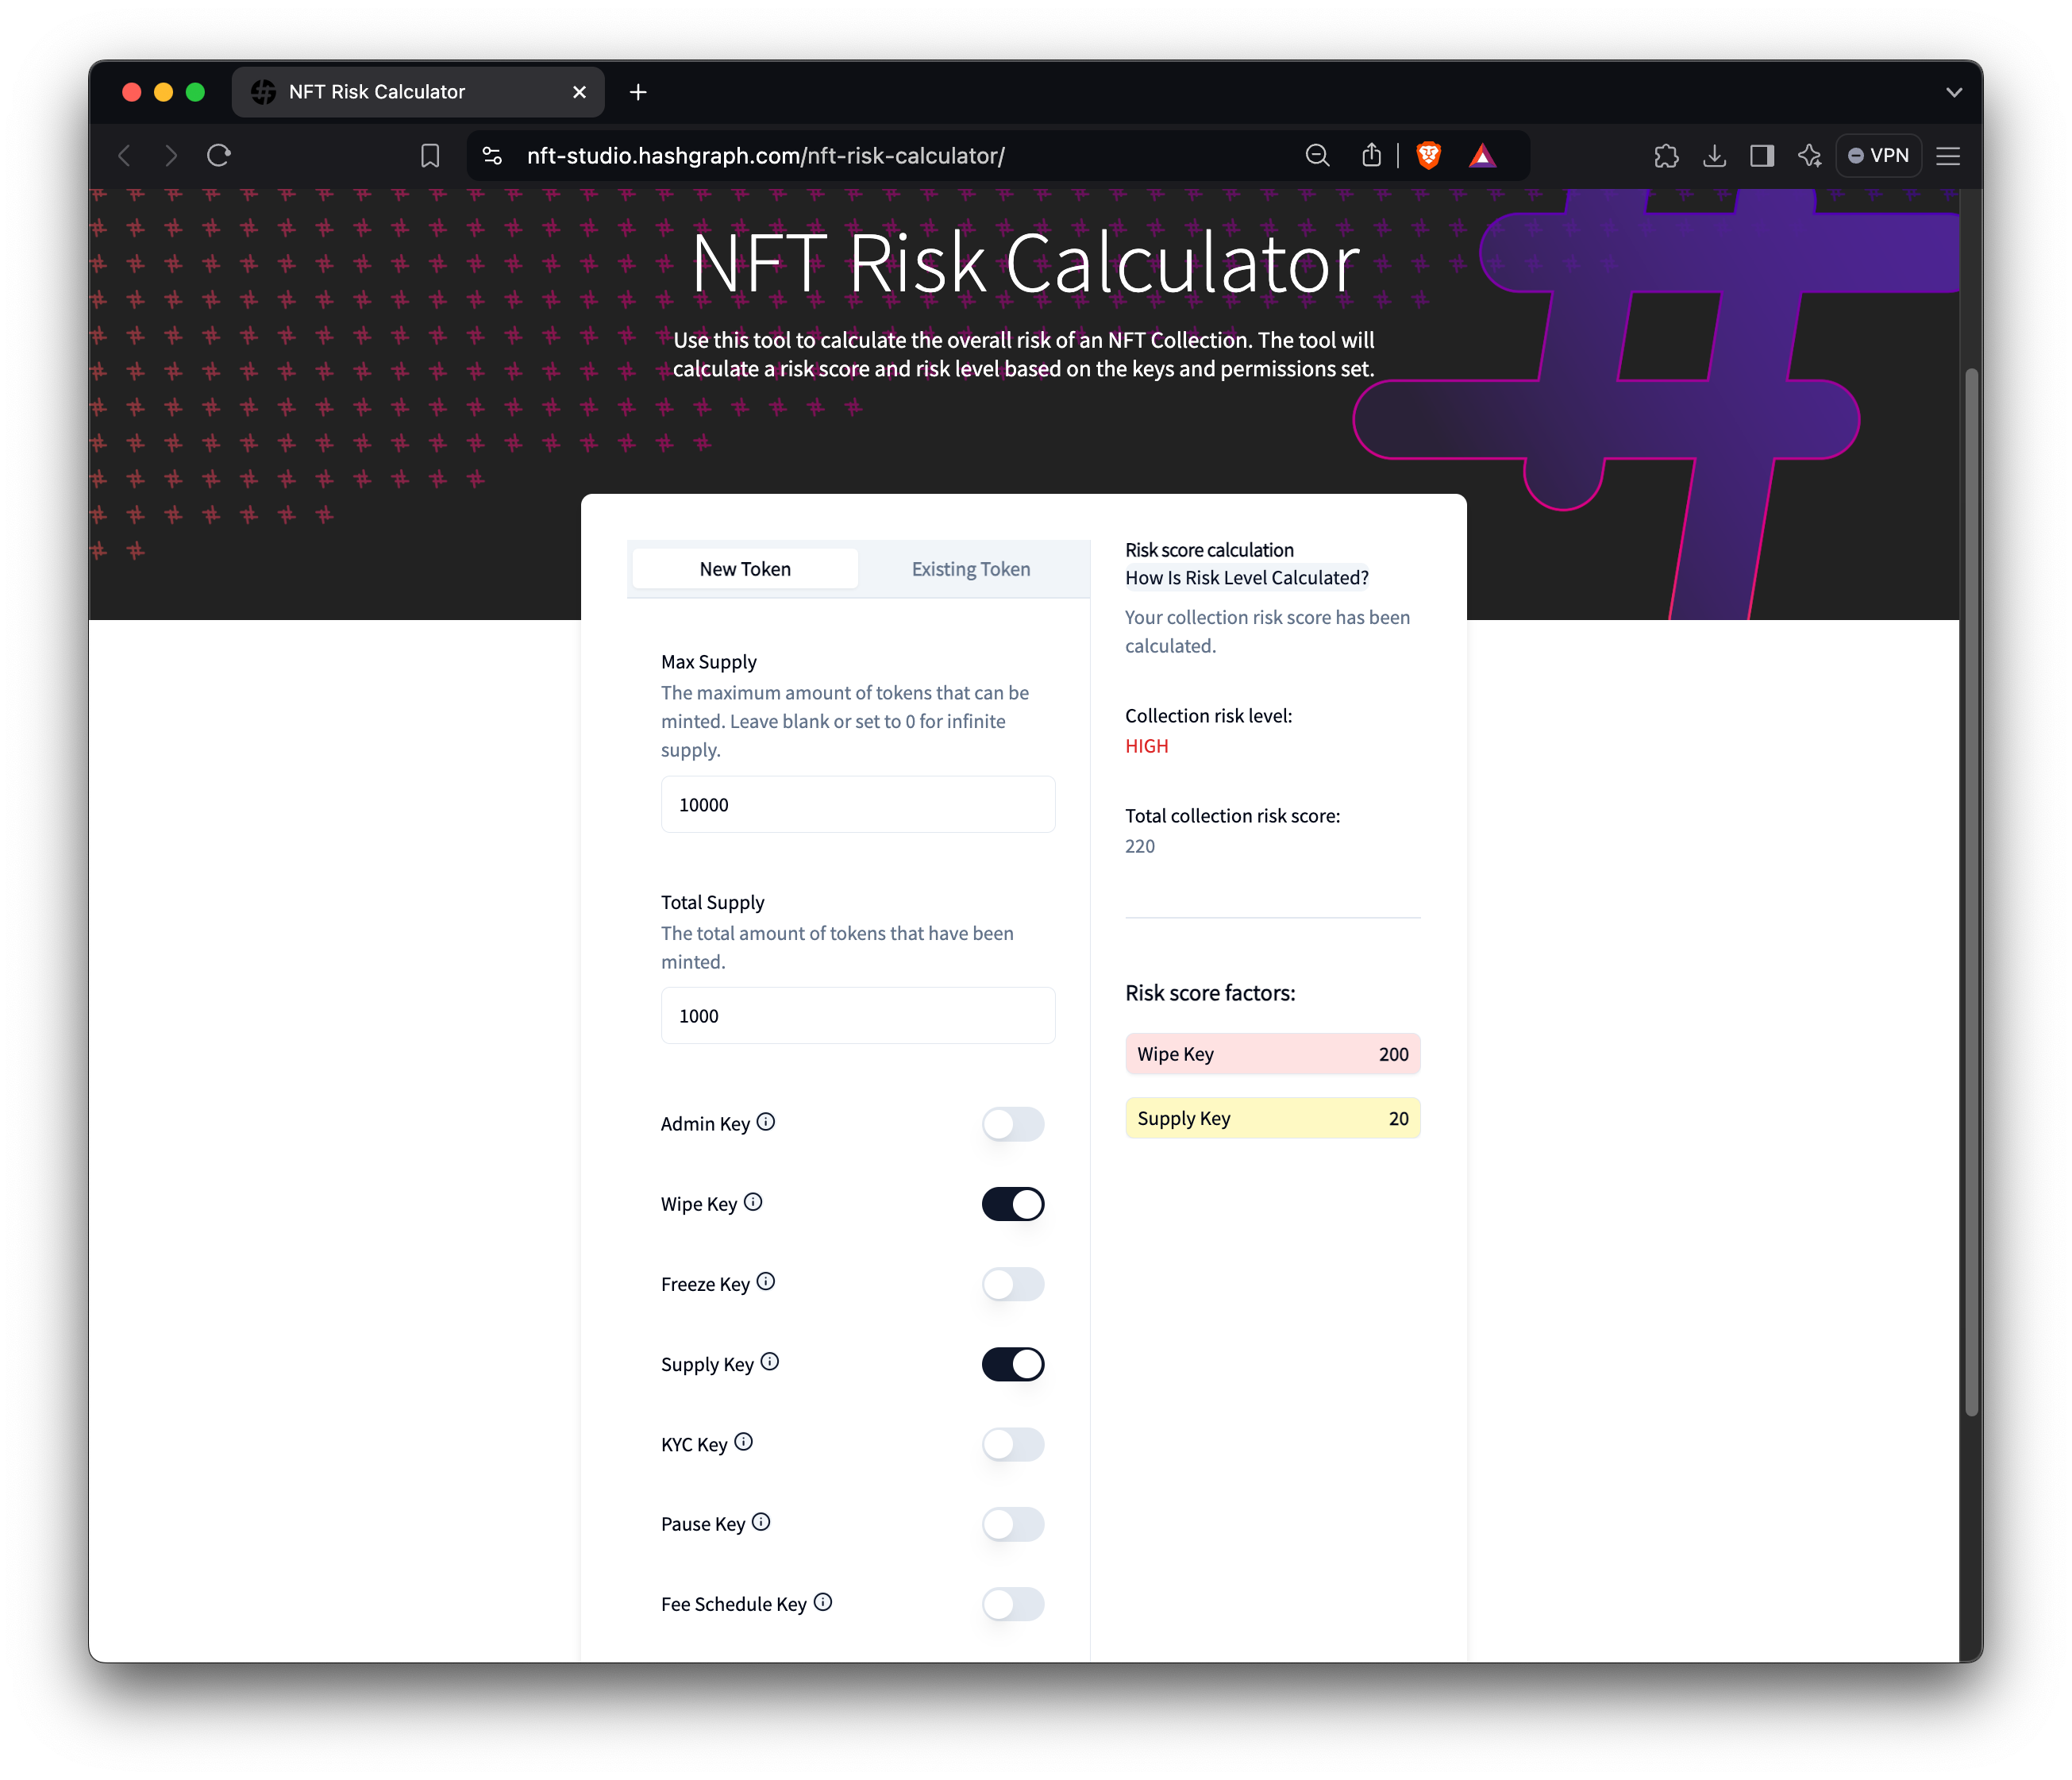 NFT Risk Calculator
nft-studio.hashgraph.com/nft-risk-calculator/
VPN
NFT Risk Calculator
Use this tool to calculate the overall risk of an NFT Collection. The tool will
calculate a risk score and risk level based on the keys and permissions set.
New Token
Existing Token
Max Supply
The maximum amount of tokens that can be
minted. Leave blank or set to 0 for infinite
supply.
10000
Total Supply
The total amount of tokens that have been
minted.
1000
Admin Key
Wipe Key
Freeze Key
Supply Key
KYC Key
Pause Key
Fee Schedule Key
Risk score calculation
How Is Risk Level Calculated?
Your collection risk score has been
calculated.
Collection risk level:
HIGH
Total collection risk score:
220
Risk score factors:
Wipe Key 200
Supply Key 20